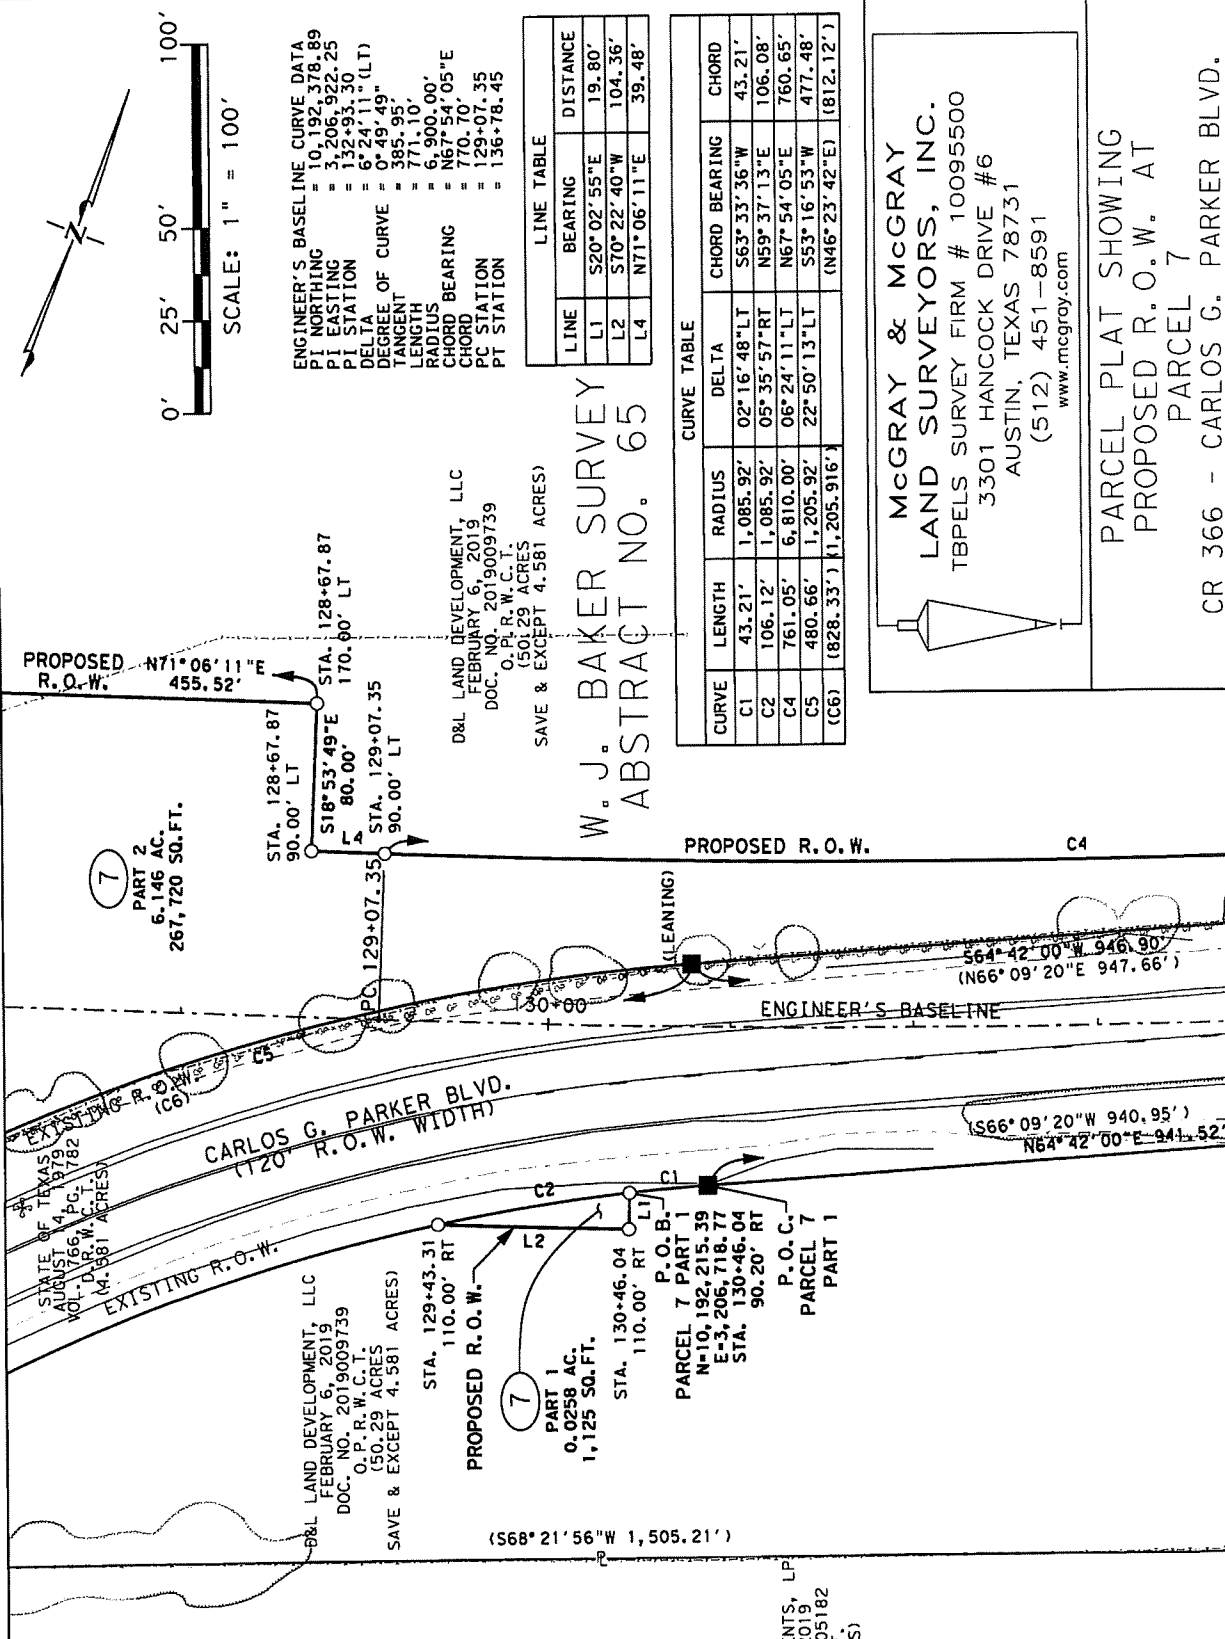 0'
25'
50'
100'
N
SCALE: 1" = 100'
ENGINEER'S BASELINE CURVE DATA
PI NORTHING = 10,192,378.89
PI EASTING = 3,206,922.25
PI STATION = 132+93.30
DELTA = 6°24'11"(LT)
DEGREE OF CURVE = 0°49'49"
TANGENT = 385.95'
LENGTH = 771.10'
RADIUS = 6,900.00'
CHORD BEARING = N67°54'05"E
CHORD = 770.70'
PC STATION = 129+07.35
PT STATION = 136+78.45
LINE TABLE
LINE BEARING DISTANCE
L1 S20°02'55"E 19.80'
L2 S70°22'40"W 104.36'
L4 N71°06'11"E 39.48'
PROPOSED
R.O.W.
N71°06'11"E
455.52'
STA. 128+67.87
170.00' LT
STA. 128+67.87
90.00' LT
S18°53'49"E
80.00'
L4
STA. 129+07.35
90.00' LT
7
PART 2
6.146 AC.
267,720 SQ.FT.
D&L LAND DEVELOPMENT, LLC
FEBRUARY 6, 2019
DOC. NO. 2019009739
O.P.R.W.C.T.
(50.29 ACRES
SAVE & EXCEPT 4.581 ACRES)
W. J. BAKER SURVEY
ABSTRACT NO. 65
CURVE TABLE
CURVE LENGTH RADIUS DELTA CHORD BEARING CHORD
C1 43.21' 1,085.92' 02°16'48"LT S63°33'36"W 43.21'
C2 106.12' 1,085.92' 05°35'57"RT N59°37'13"E 106.08'
C4 761.05' 6,810.00' 06°24'11"LT N67°54'05"E 760.65'
C5 480.66' 1,205.92' 22°50'13"LT S53°16'53"W 477.48'
(C6) (828.33') (1,205.916') (N46°23'42"E) (812.12')
PROPOSED R.O.W.
C4
PC 129+07.35
130+00
(LEANING)
S64°42'00"W 946.90'
(N66°09'20"E 947.66')
ENGINEER'S BASELINE
C5
EXISTING R.O.W.
(C6)
CARLOS G. PARKER BLVD.
(120' R.O.W. WIDTH)
(S66°09'20"W 940.95')
N64°42'00"E 941.52'
STATE OF TEXAS
AUGUST 14, 1979
VOL. 766, PG. 782
D.R.W.C.T.
(4.581 ACRES)
EXISTING R.O.W.
C2
C1
L1
L2
D&L LAND DEVELOPMENT, LLC
FEBRUARY 6, 2019
DOC. NO. 2019009739
O.P.R.W.C.T.
(50.29 ACRES
SAVE & EXCEPT 4.581 ACRES)
STA. 129+43.31
110.00' RT
PROPOSED R.O.W.
7
PART 1
0.0258 AC.
1,125 SQ.FT.
STA. 130+46.04
110.00' RT
P.O.B.
PARCEL 7 PART 1
N=10,192,215.39
E=3,206,718.77
STA. 130+46.04
90.20' RT
P.O.C.
PARCEL 7
PART 1
(S68°21'56"W 1,505.21')
PL
NTS, LP
2019
05182
McGRAY & McGRAY
LAND SURVEYORS, INC.
TBPELS SURVEY FIRM # 10095500
3301 HANCOCK DRIVE #6
AUSTIN, TEXAS 78731
(512) 451-8591
www.mcgray.com
PARCEL PLAT SHOWING
PROPOSED R.O.W. AT
PARCEL 7
CR 366 - CARLOS G. PARKER BLVD.